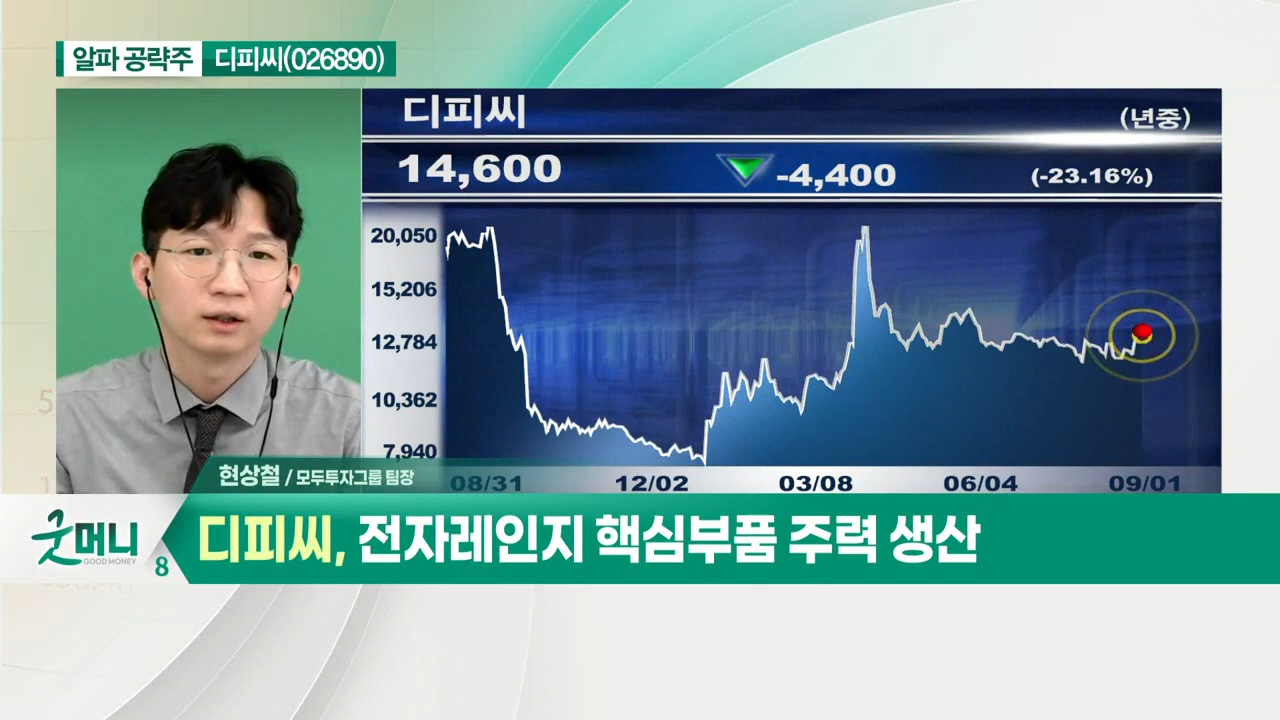 알파 공략주 디피씨(026890)
디피씨
(년중)
14,600 -4,400 (-23.16%)
20,050
15,206
12,784
10,362
7,940
08/31 12/02 03/08 06/04 09/01
현상철 / 모두투자그룹 팀장
굿머니
GOOD MONEY
8
디피씨, 전자레인지 핵심부품 주력 생산
5
1